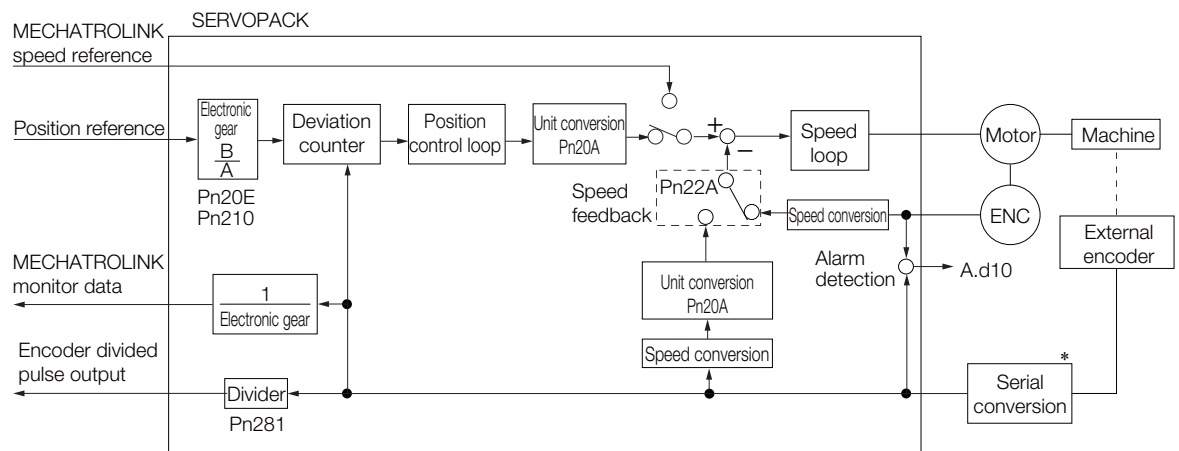 SERVOPACK
MECHATROLINK
speed reference
Position reference
Electronic
gear
B
A
Pn20E
Pn210
Deviation
counter
Position
control loop
Unit conversion
Pn20A
+
−
Speed
loop
Motor
Machine
Speed
feedback
Pn22A
Speed conversion
ENC
External
encoder
Alarm
detection
A.d10
MECHATROLINK
monitor data
1
Electronic gear
Unit conversion
Pn20A
Speed conversion
Encoder divided
pulse output
Divider
Pn281
*
Serial
conversion